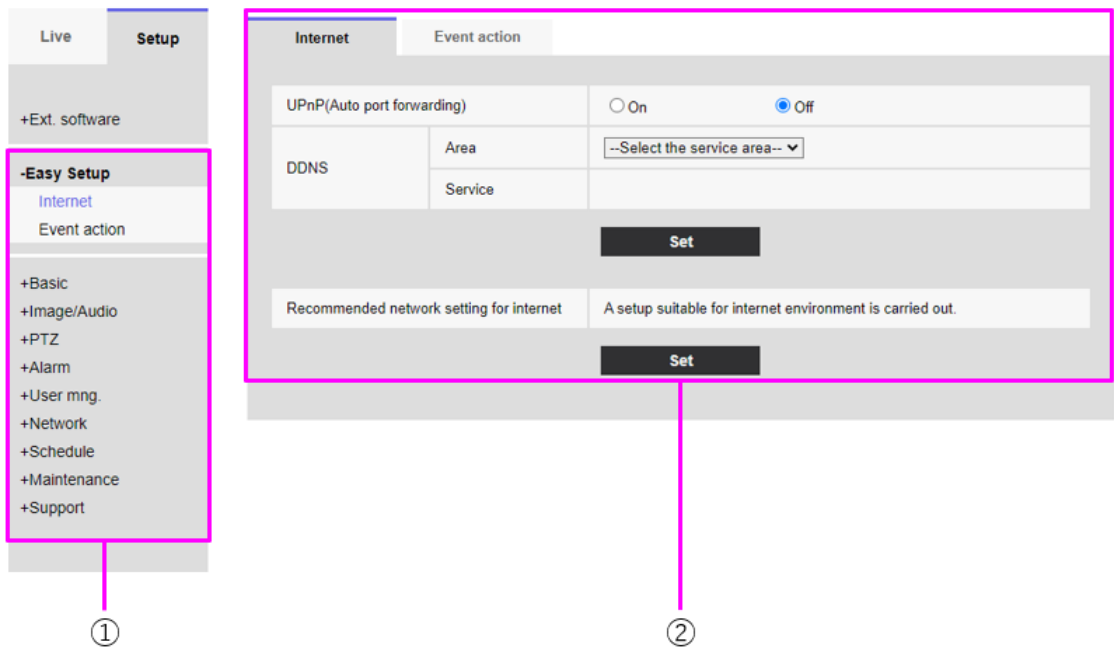 Live
Setup
+Ext. software
-Easy Setup
Internet
Event action
+Basic
+Image/Audio
+PTZ
+Alarm
+User mng.
+Network
+Schedule
+Maintenance
+Support
①
Internet
Event action
UPnP(Auto port forwarding)
On
Off
DDNS
Area
--Select the service area--
Service
Set
Recommended network setting for internet
A setup suitable for internet environment is carried out.
Set
②